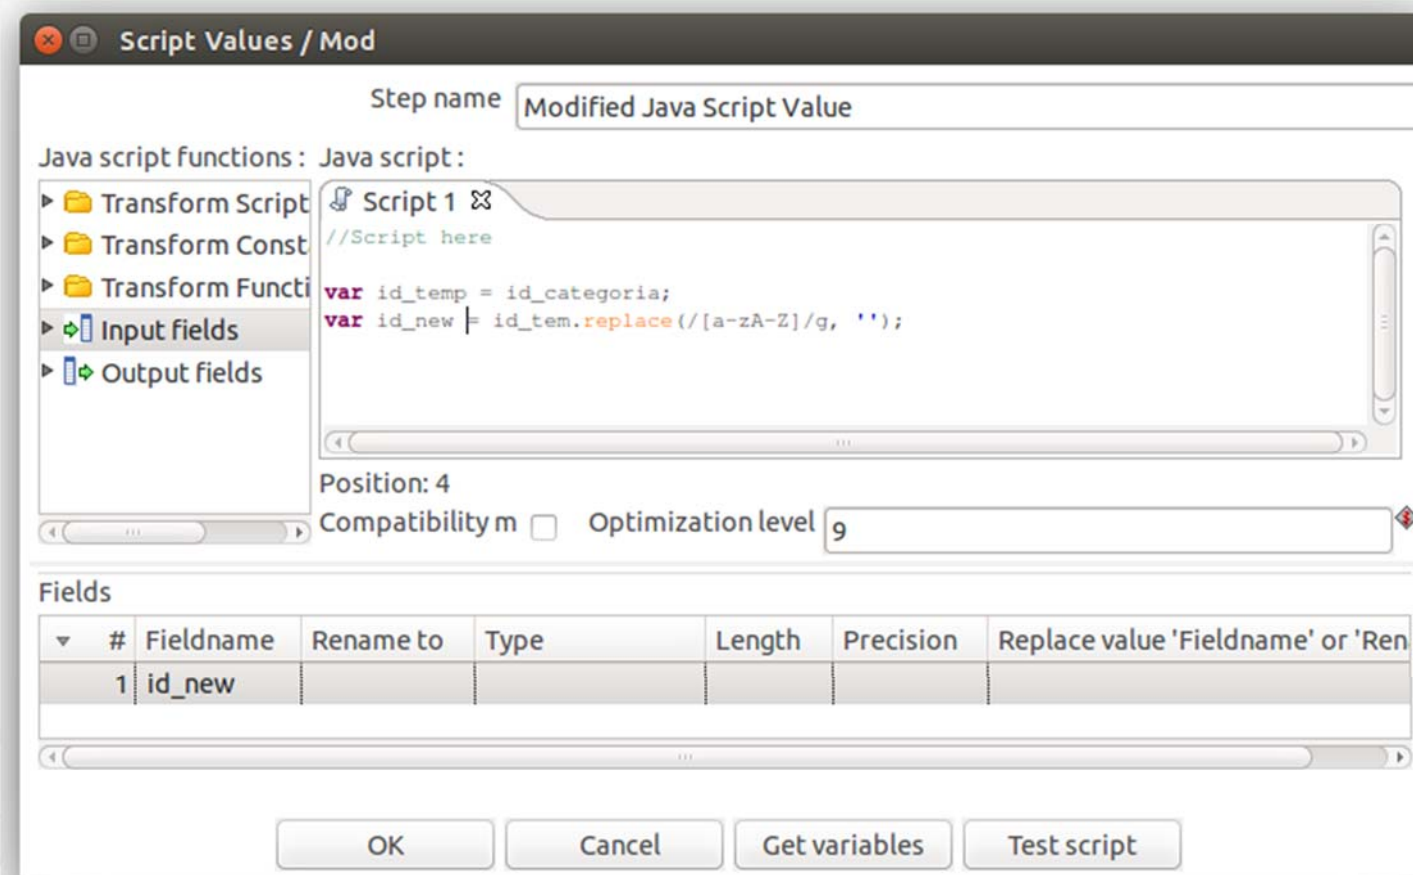 Script Values / Mod
Step name Modified Java Script Value
Java script functions : Java script :
Transform Script
Transform Const
Transform Functi
Input fields
Output fields
Script 1
//Script here
var id_temp = id_categoria;
var id_new = id_tem.replace(/[a-zA-Z]/g, '');
Position: 4
Compatibility m Optimization level 9
Fields
# Fieldname Rename to Type Length Precision Replace value 'Fieldname' or 'Ren
1 id_new
OK Cancel Get variables Test script